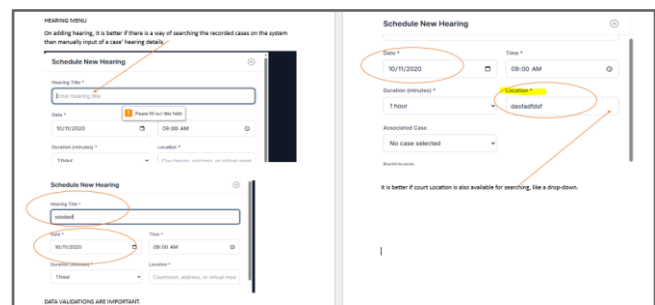 HEARING MENU
On adding hearing, it is better if there is a way of searching the recorded cases on the system
than manually input of a case' hearing details.
Schedule New Hearing
Hearing Title *
Enter hearing title
Please fill out this field.
Date *
10/11/2020
09:00 AM
Duration (minutes) *
Location *
1 hour
Courtroom, address, or virtual meet
Schedule New Hearing
Hearing Title *
Date *
Time *
10/11/2020
09:00 AM
Duration (minutes) *
Location *
1 hour
Courtroom, address, or virtual meet
DATA VALIDATIONS ARE IMPORTANT.
Schedule New Hearing
Date *
Time *
10/11/2020
09:00 AM
Duration (minutes) *
Location *
1 hour
dasfadfdsf
Associated Case
No case selected
Participants
It is better if court Location is also available for searching, like a drop-down.